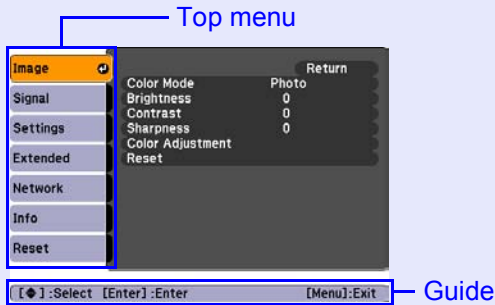 Top menu
Image
Signal
Settings
Extended
Network
Info
Reset
Return
Color Mode Photo
Brightness 0
Contrast 0
Sharpness 0
Color Adjustment
Reset
[◆] :Select [Enter] :Enter [Menu]:Exit
Guide